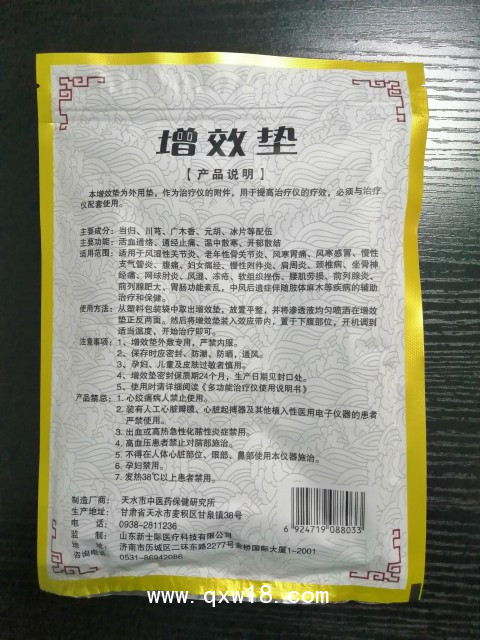 www.qxw18.com
增效垫
【产品说明】
本增效垫为外用垫，作为治疗仪的附件，用于提高治疗仪的疗效，必须与治疗
仪配套使用。
主要成分：当归、川芎、广木香、元胡、冰片等配伍
主要功能：活血通络、通经止痛、温中散寒、开郁散结
适用范围：适用于风湿性关节炎、老年性骨关节炎、风寒胃痛、风寒感冒、慢性
支气管炎、腹痛，妇女痛经、慢性附件炎、肩周炎、颈椎病、坐骨神
经痛、网球肘炎、风湿、冻疮、软组织挫伤、腰肌劳损、前列腺炎、
前列腺肥大、胃肠功能紊乱，中风后遗症伴随肢体麻木等疾病的辅助
治疗和保健。
使用方法：从塑料包装袋中取出增效垫，放置平整，并将渗透液均匀喷洒在增效
垫正反两面。然后将增效垫装入效应带内，置于下腹部位，开机调到
适当温度，开始治疗即可。
注意事项：1、增效垫外敷专用，严禁内服。
2、保存时应密封、防潮、防晒，通风。
3、孕妇、儿童及皮肤过敏者慎用。
4、增效垫密封保质期24个月，生产日期见封口处。
5、使用时请详细阅读《多功能治疗仪使用说明书》
产品禁忌：1. 心绞痛病人禁止使用。
2. 装有人工心脏瓣膜、心脏起搏器及其他植入性医用电子仪器的患者
严禁使用。
3. 出血或高热急性化脓性炎症禁用。
4. 高血压患者禁止对脑部施治。
5. 不得在人体心脏部位、眼部、鼻部使用本仪器施治。
6. 孕妇禁用。
7. 发热38℃以上患者禁用。
制造厂商：天水市中医药保健研究所
生产地址：甘肃省天水市麦积区甘泉镇38号
电话：0938-2811236
监制：山东新士际医疗科技有限公司
地址：济南市历城区二环东路2277号金桥国际大厦1-2001
咨询电话：0531-86942086
6 924719 088033
www.qxw18.com